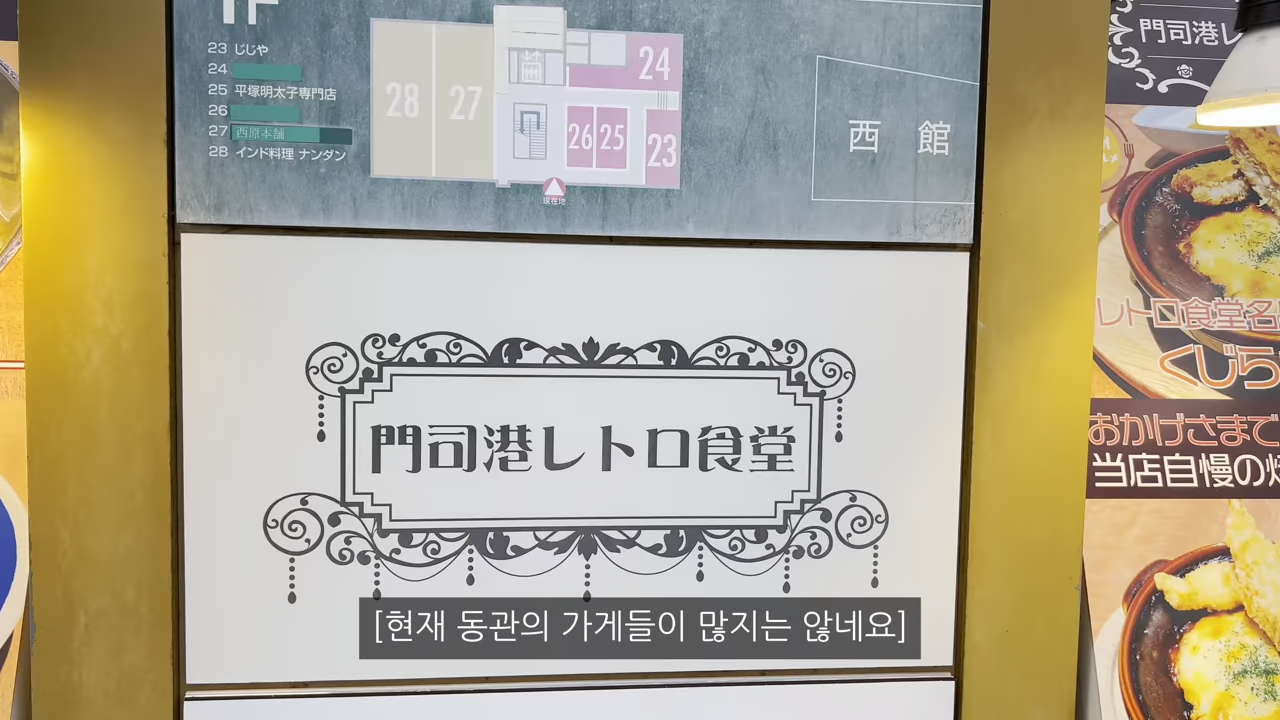 1F
23 じじや
24
25 平塚明太子専門店
26
27 西原本舗
28 インド料理 ナンダン
28
27
24
26
25
23
現在地
西 館
門司港レトロ食堂
[현재 동관의 가게들이 많지는 않네요]
門司港レ
レトロ食堂名
くじら
おかげさまで
当店自慢の焼